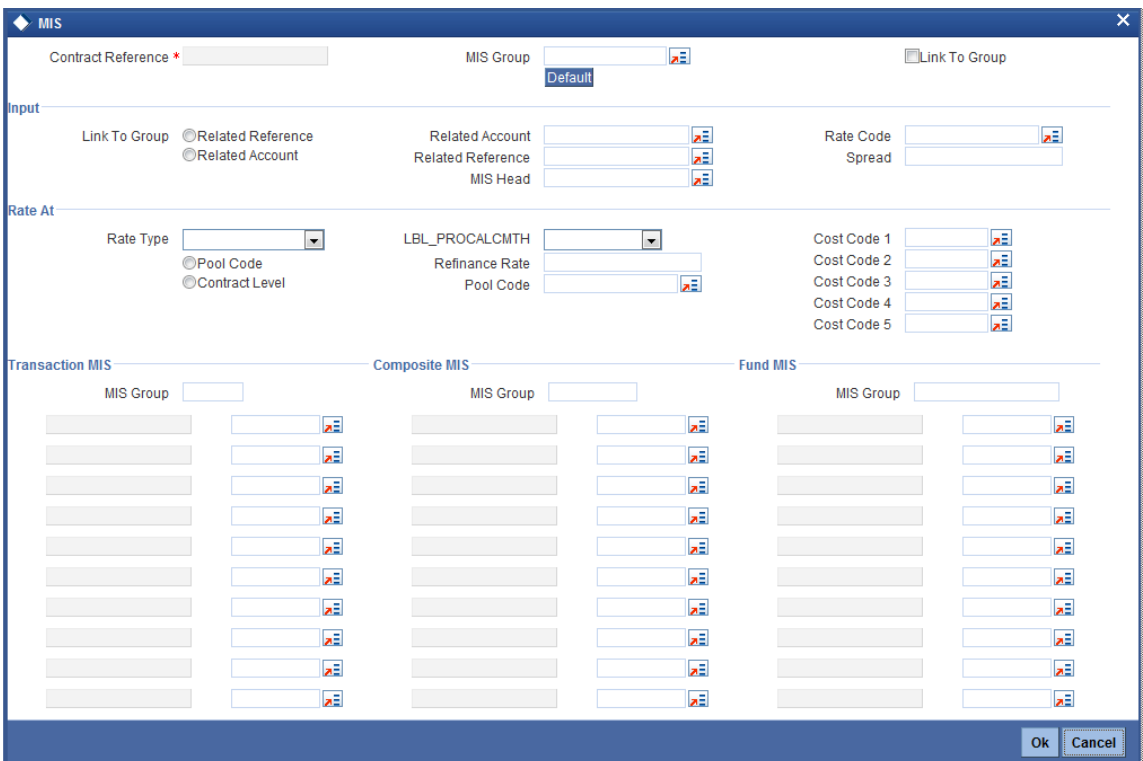 MIS
Contract Reference * MIS Group Link To Group
Default
Input
Link To Group Related Reference Related Account Rate Code
Related Account Related Reference Spread
MIS Head
Rate At
Rate Type LBL_PROCALCMTH Cost Code 1
Pool Code Refinance Rate Cost Code 2
Contract Level Pool Code Cost Code 3
Cost Code 4
Cost Code 5
Transaction MIS Composite MIS Fund MIS
MIS Group MIS Group MIS Group
Ok Cancel